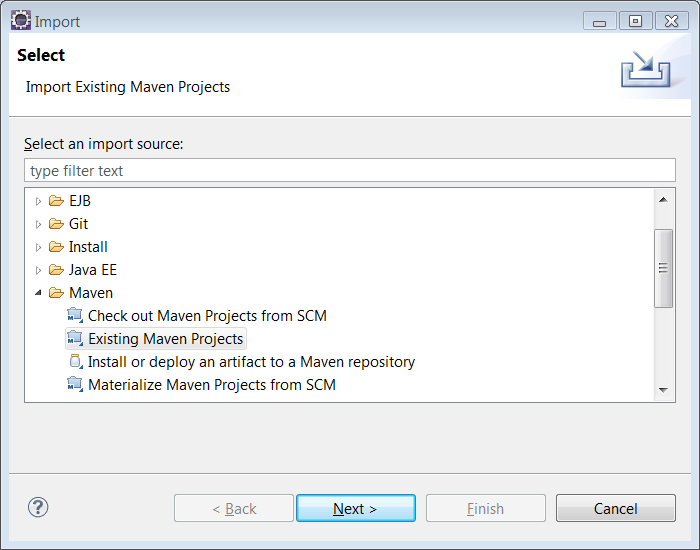 Import
Select
Import Existing Maven Projects
Select an import source:
type filter text
EJB
Git
Install
Java EE
Maven
Check out Maven Projects from SCM
Existing Maven Projects
Install or deploy an artifact to a Maven repository
Materialize Maven Projects from SCM
? < Back Next > Finish Cancel